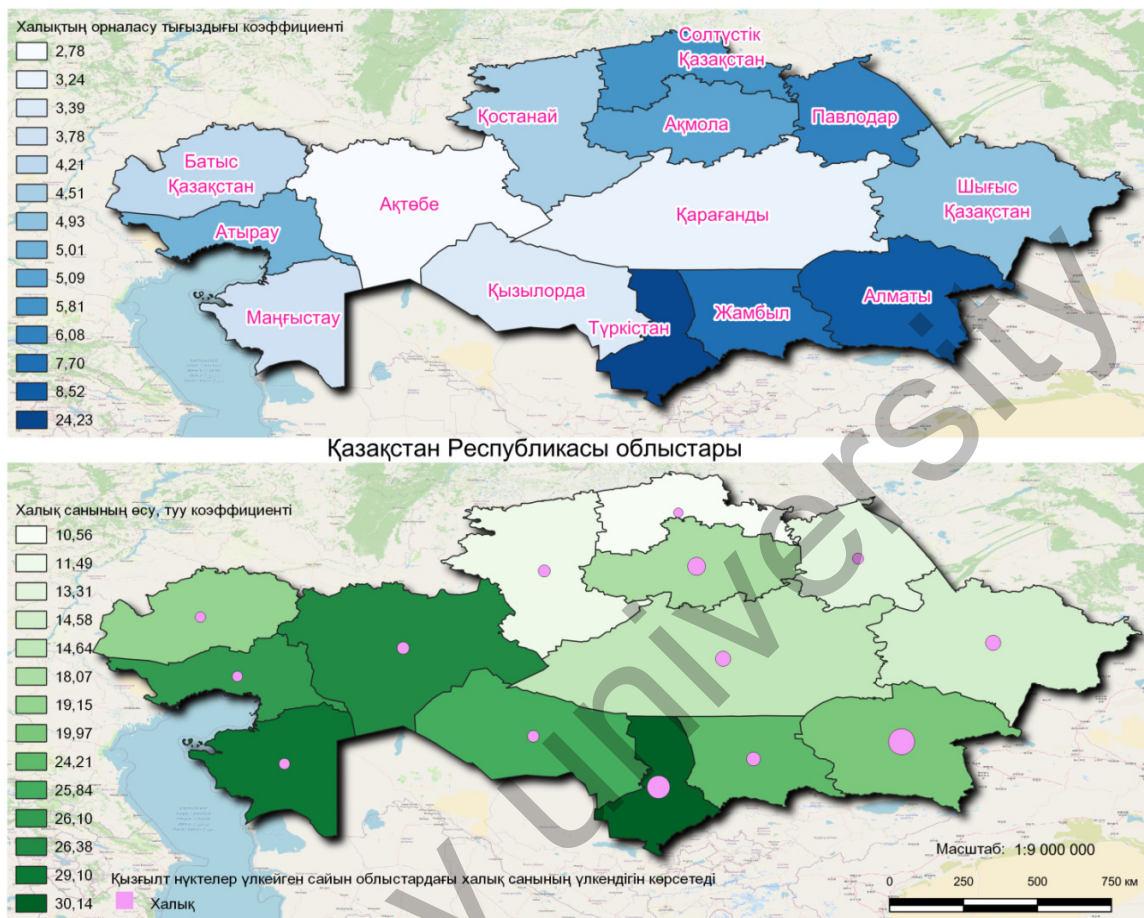 Халықтың орналасу тығыздығы коэффициенті
2,78
3,24
3,39
3,78
4,21
4,51
4,93
5,01
5,09
5,81
6,08
7,70
8,52
24,23
Солтүстік
Қазақстан
Қостанай
Ақмола
Павлодар
Батыс
Қазақстан
Ақтөбе
Қарағанды
Шығыс
Қазақстан
Атырау
Маңғыстау
Қызылорда
Түркістан
Жамбыл
Алматы
Қазақстан Республикасы облыстары
Халық санының өсу, туу коэффициенті
10,56
11,49
13,31
14,58
14,64
18,07
19,15
19,97
24,21
25,84
26,10
26,38
29,10
30,14
Қызғылт нүктелер үлкейген сайын облыстардағы халық санының үлкендігін көрсетеді
Халық
Масштаб: 1:9 000 000
0 250 500 750 км
y University